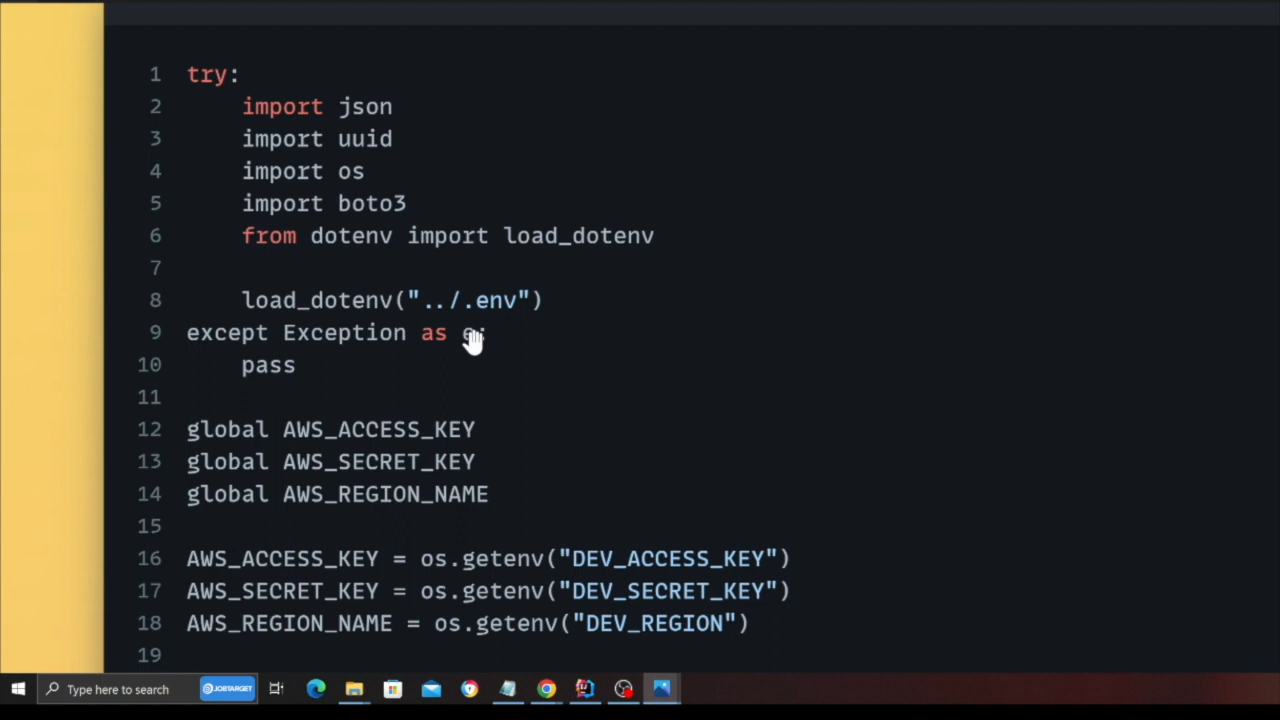 1 try:
2 import json
3 import uuid
4 import os
5 import boto3
6 from dotenv import load_dotenv
7
8 load_dotenv("../.env")
9 except Exception as e:
10 pass
11
12 global AWS_ACCESS_KEY
13 global AWS_SECRET_KEY
14 global AWS_REGION_NAME
15
16 AWS_ACCESS_KEY = os.getenv("DEV_ACCESS_KEY")
17 AWS_SECRET_KEY = os.getenv("DEV_SECRET_KEY")
18 AWS_REGION_NAME = os.getenv("DEV_REGION")
19
Type here to search
JOBTARGET